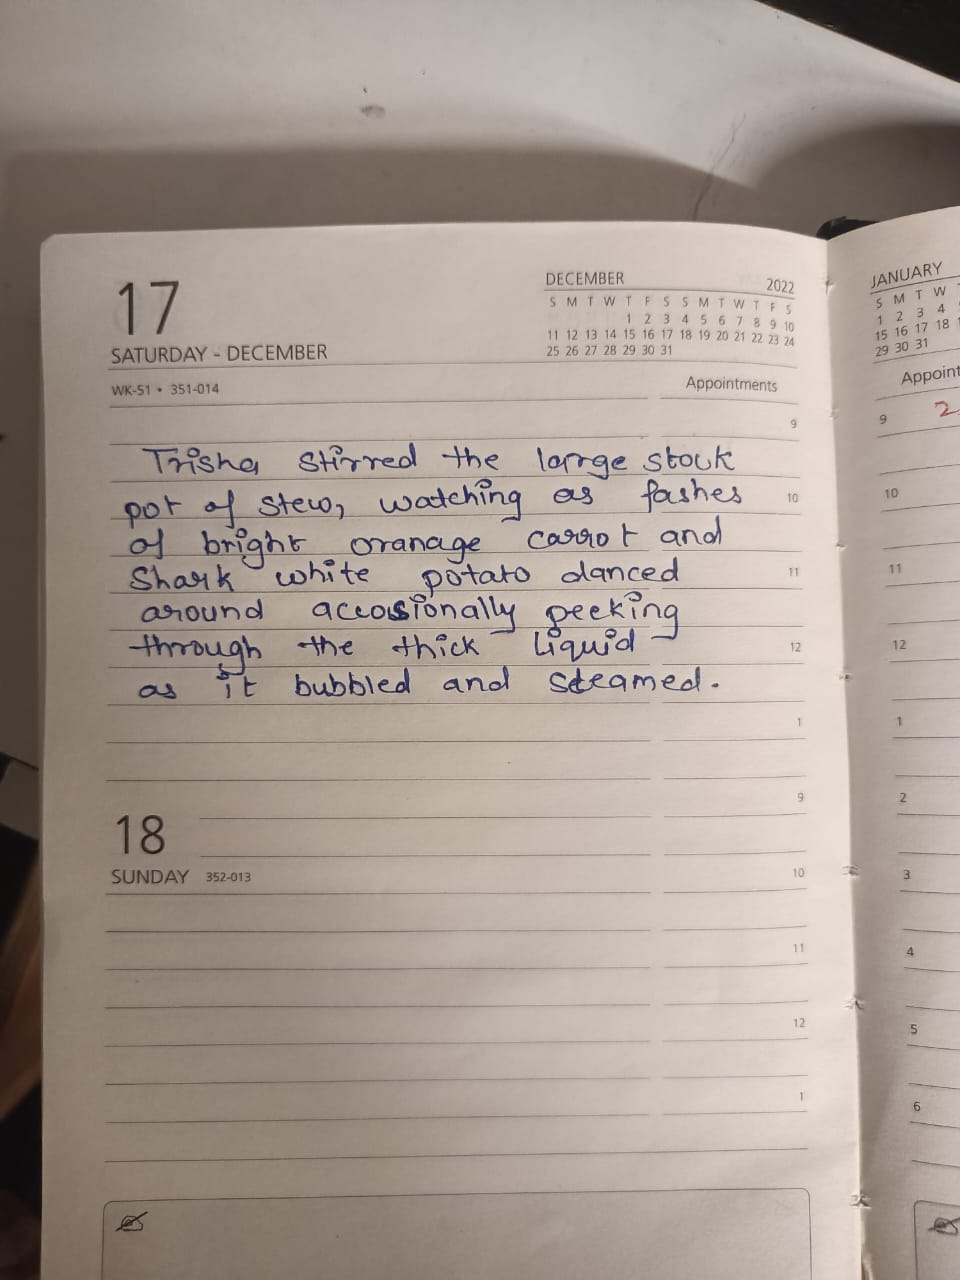 17
SATURDAY - DECEMBER
WK-51 • 351-014
DECEMBER 2022
S M T W T F S S M T W T F S
1 2 3 4 5 6 7 8 9 10
11 12 13 14 15 16 17 18 19 20 21 22 23 24
25 26 27 28 29 30 31
Appointments
9
Trisha stirred the large stock
pot of stew, watching as fashes
10
of bright oranage carrot and
shark white potato danced
11
around accosionally peeking
through the thick liquid
12
as it bubbled and steamed.
1
9
18
SUNDAY 352-013
10
11
12
1
JANUARY
S M T W
1 2 3 4
15 16 17 18
29 30 31
Appoint
9 2
10
11
12
1
2
3
4
5
6